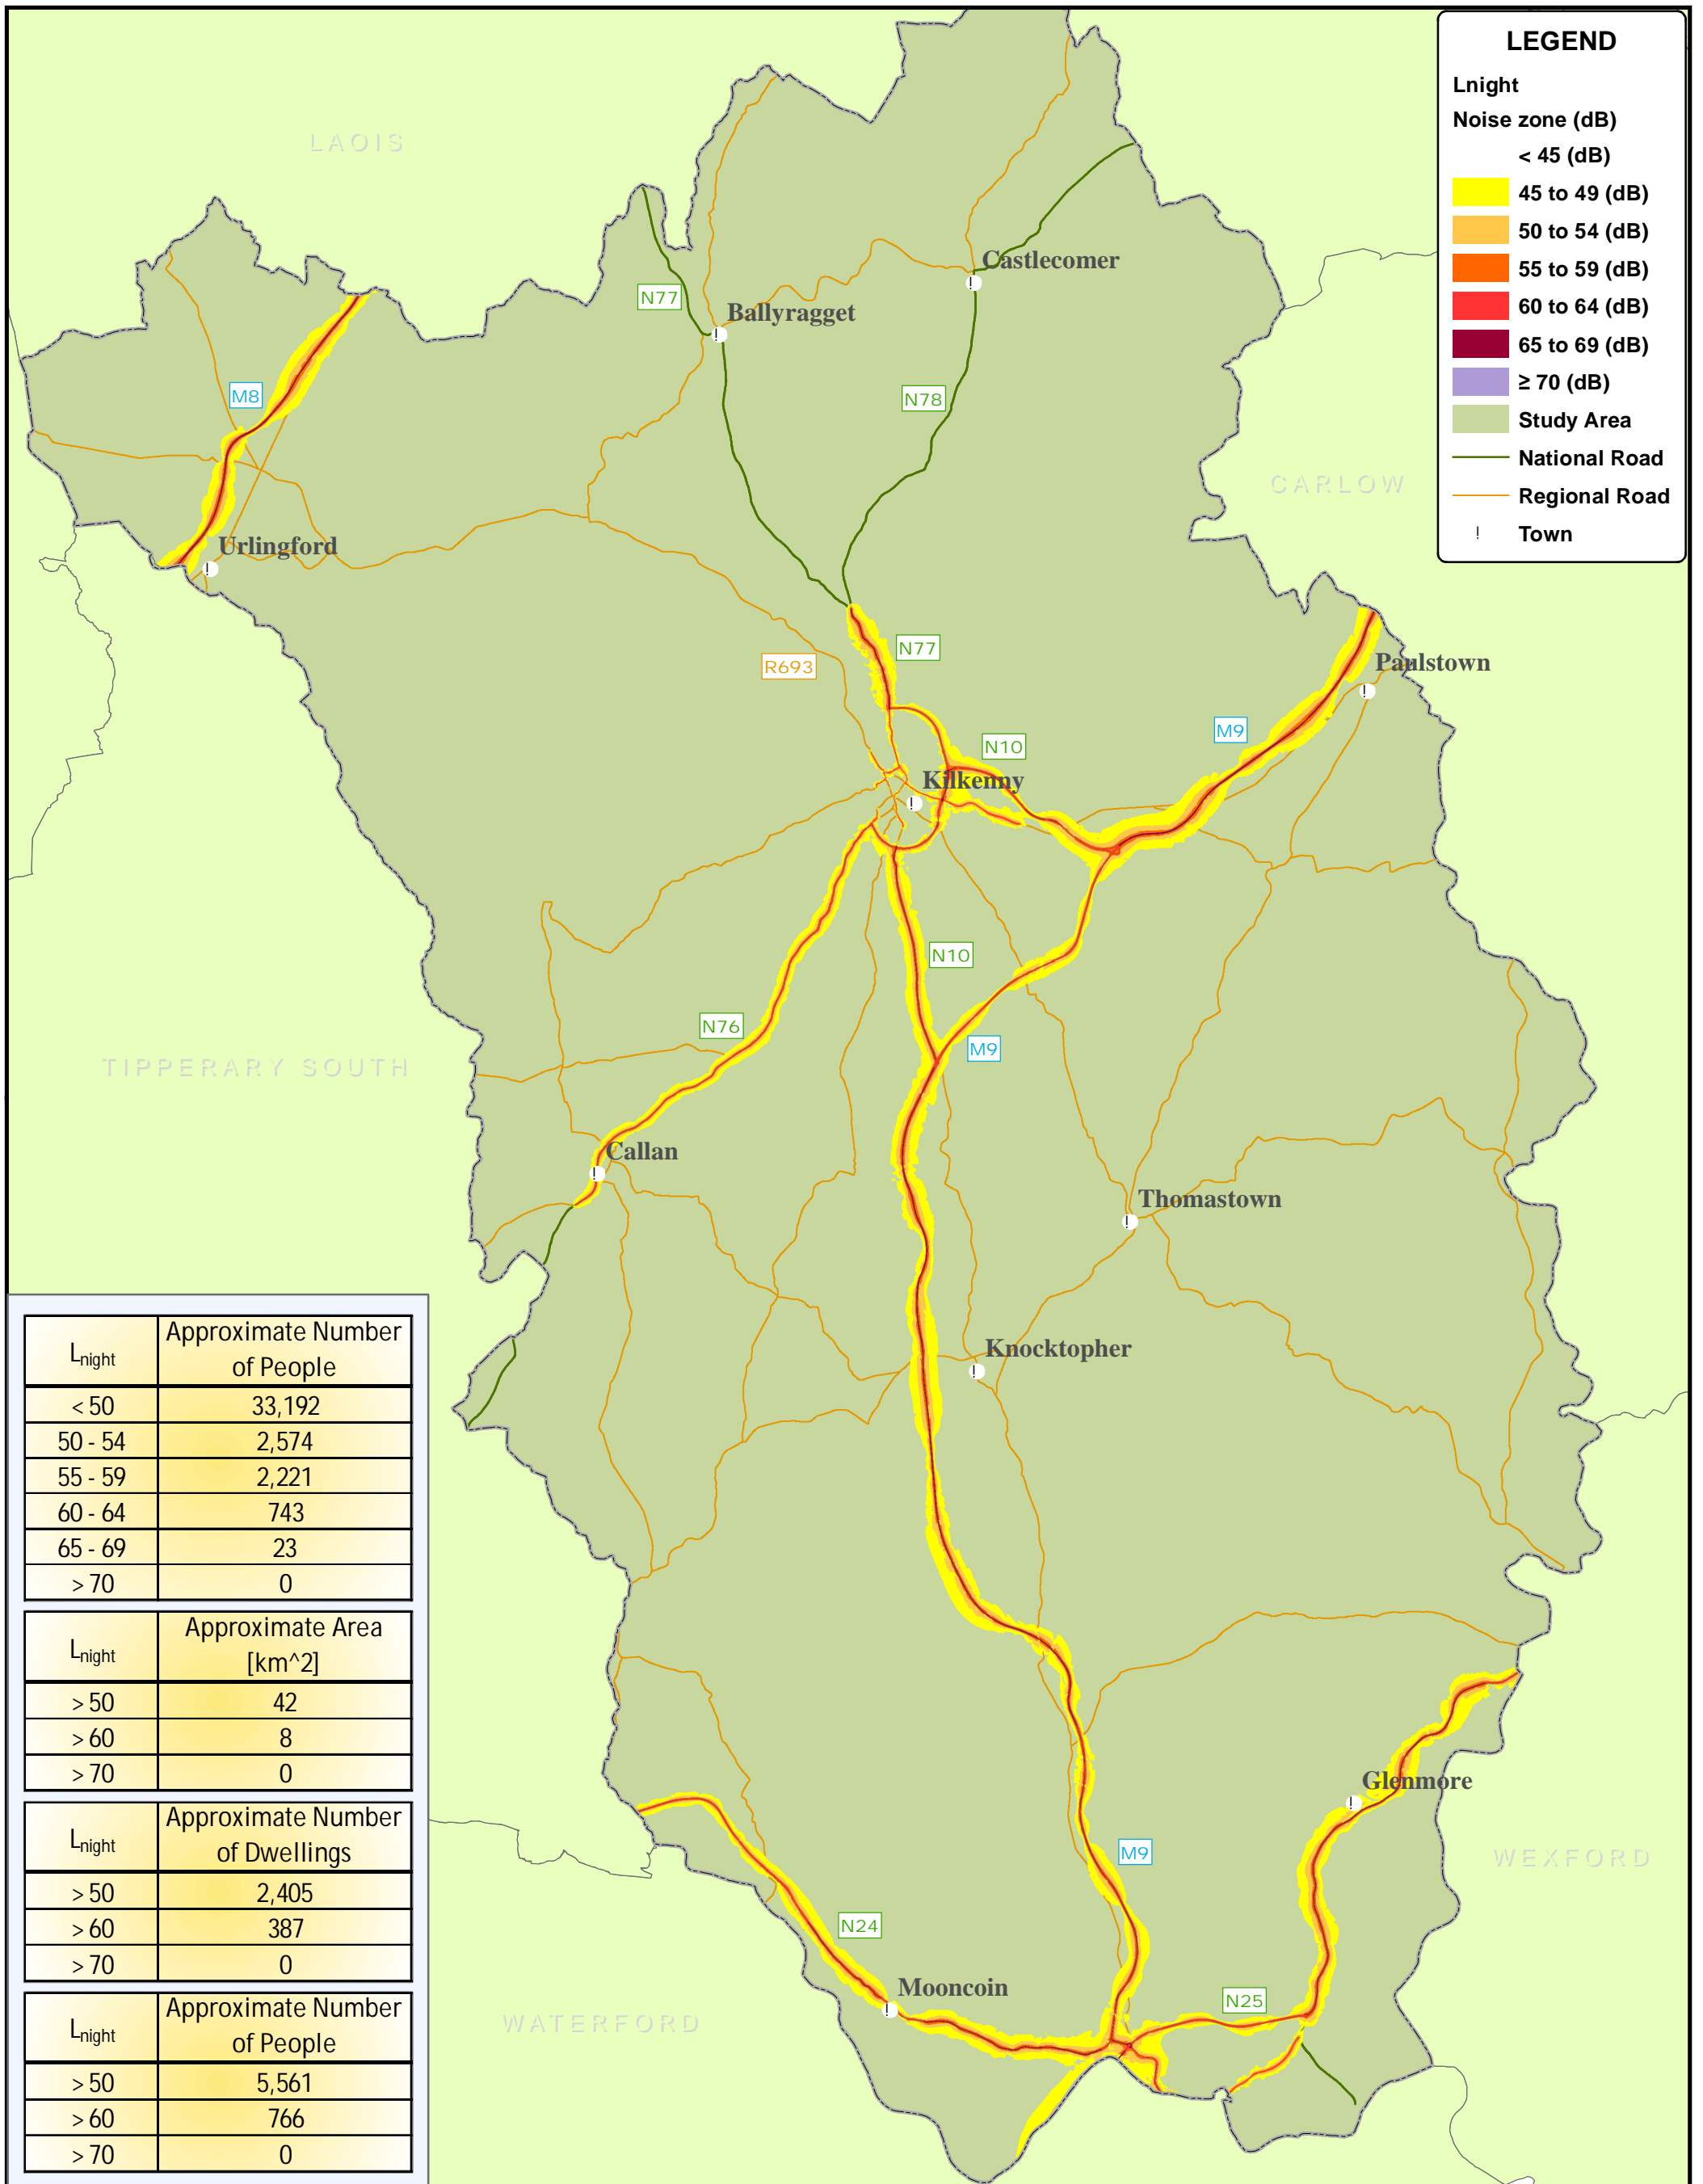 LEGEND
Lnight
Noise zone (dB)
< 45 (dB)
45 to 49 (dB)
50 to 54 (dB)
55 to 59 (dB)
60 to 64 (dB)
65 to 69 (dB)
≥ 70 (dB)
Study Area
National Road
Regional Road
! Town
LAOIS
Castlecomer
!
N77
Ballyragget
!
M8
N78
CARLOW
Urlingford
!
N77
R693
Paulstown
!
M9
N10
Kilkenny
!
N10
N76
M9
TIPPERARY SOUTH
Callan
!
Thomastown
!
Knocktopher
!
Glenmore
!
M9
WEXFORD
N24
Mooncoin
!
N25
WATERFORD
Lnight Approximate Number of People
< 50 33,192
50 - 54 2,574
55 - 59 2,221
60 - 64 743
65 - 69 23
> 70 0
Lnight Approximate Area [km^2]
> 50 42
> 60 8
> 70 0
Lnight Approximate Number of Dwellings
> 50 2,405
> 60 387
> 70 0
Lnight Approximate Number of People
> 50 5,561
> 60 766
> 70 0